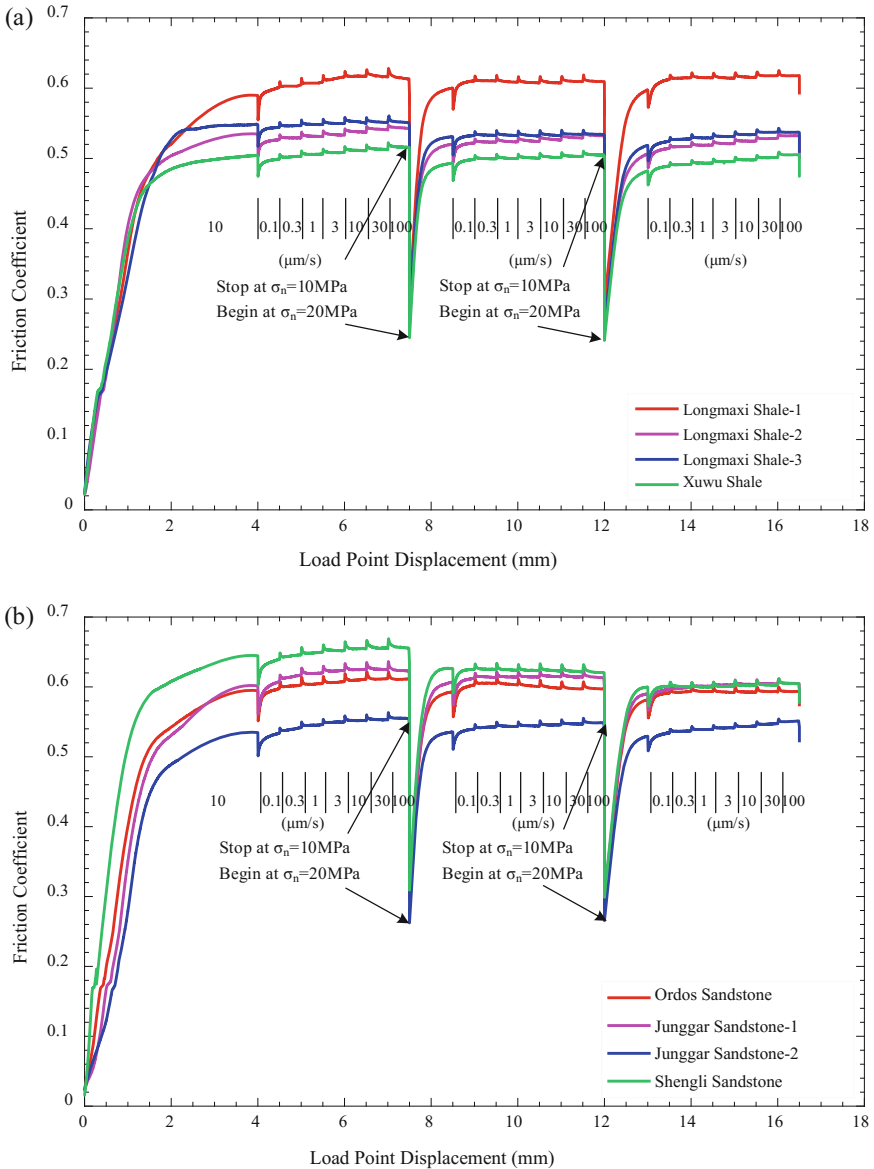 (a)
0.7
0.6
0.5
0.4
0.3
0.2
0.1
0
Friction Coefficient
10 0.1 0.3 1 3 10 30 100
0.1 0.3 1 3 10 30 100
0.1 0.3 1 3 10 30 100
(μm/s) (μm/s) (μm/s)
Stop at σn=10MPa
Begin at σn=20MPa
Stop at σn=10MPa
Begin at σn=20MPa
Longmaxi Shale-1
Longmaxi Shale-2
Longmaxi Shale-3
Xuwu Shale
0 2 4 6 8 10 12 14 16 18
Load Point Displacement (mm)
(b)
0.7
0.6
0.5
0.4
0.3
0.2
0.1
0
Friction Coefficient
10 0.1 0.3 1 3 10 30 100
0.1 0.3 1 3 10 30 100
0.1 0.3 1 3 10 30 100
(μm/s) (μm/s) (μm/s)
Stop at σn=10MPa
Begin at σn=20MPa
Stop at σn=10MPa
Begin at σn=20MPa
Ordos Sandstone
Junggar Sandstone-1
Junggar Sandstone-2
Shengli Sandstone
0 2 4 6 8 10 12 14 16 18
Load Point Displacement (mm)